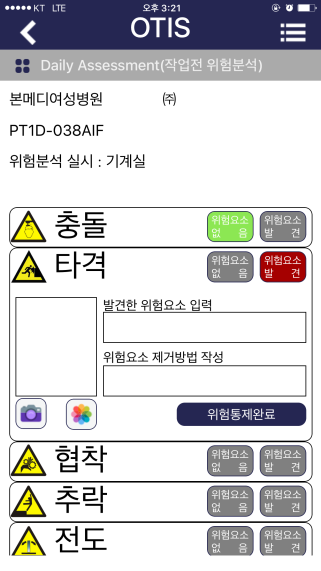 KT LTE 오후 3:21
OTIS
Daily Assessment(작업전 위험분석)
본메디여성병원 ㈜
PT1D-038AIF
위험분석 실시 : 기계실
충돌 위험요소 없 음 위험요소 발 견
타격 위험요소 없 음 위험요소 발 견
발견한 위험요소 입력
위험요소 제거방법 작성
위험통제완료
협착 위험요소 없 음 위험요소 발 견
추락 위험요소 없 음 위험요소 발 견
전도 위험요소 없 음 위험요소 발 견